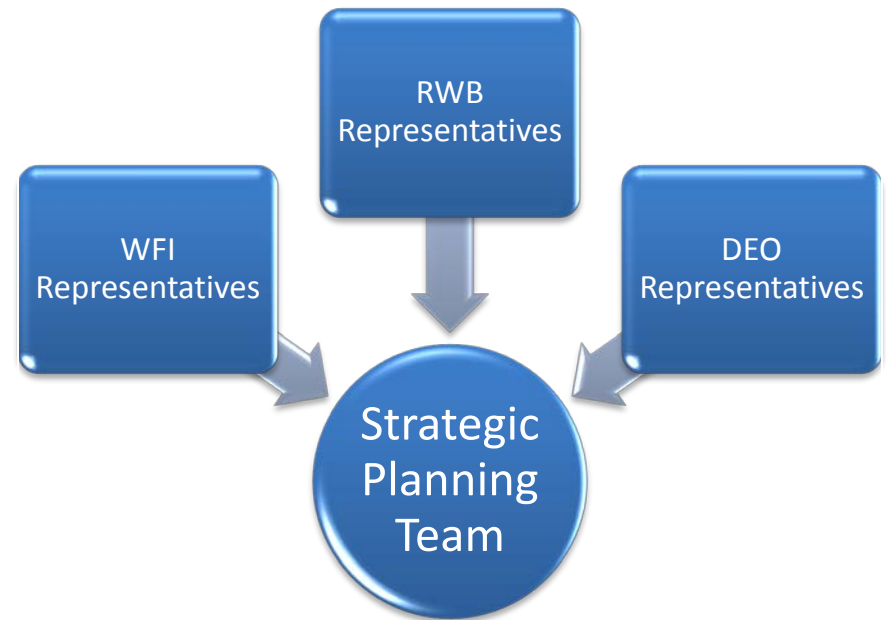 RWB
Representatives
WFI
Representatives
DEO
Representatives
Strategic
Planning
Team